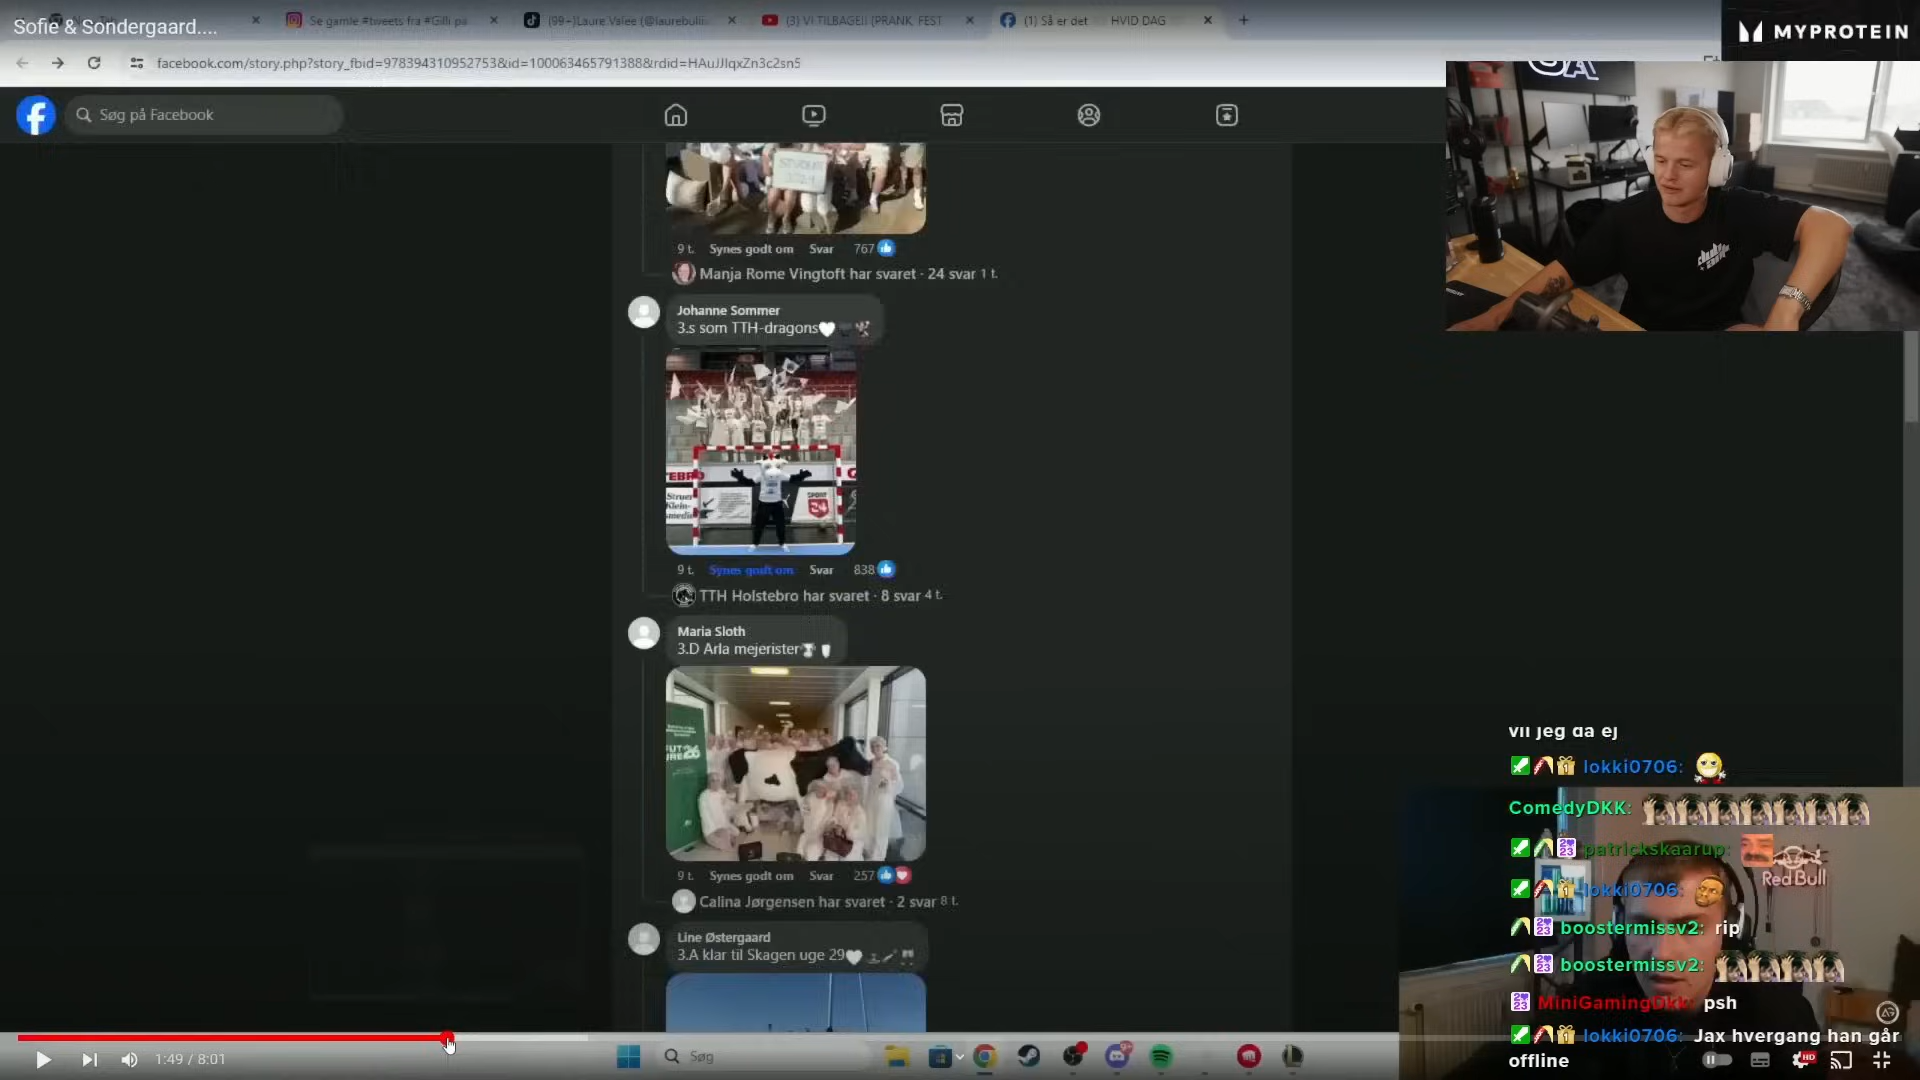 Sofie & Sondergaard....
Se gamle #tweets fra #Gilli på
(99+)Laure Valee (@laurebuliii
(3) VI TILBAGE!! (PRANK, FEST
(1) Så er det HVID DAG
MYPROTEIN
facebook.com/story.php?story_fbid=978394310952753&id=100063465791388&rdid=HAuJJIqxZn3c2sn5
Søg på Facebook
9 t. Synes godt om Svar 767
Manja Rome Vingtoft har svaret · 24 svar 1 t.
Johanne Sommer
3.s som TTH-dragons
9 t. Synes godt om Svar 838
TTH Holstebro har svaret · 8 svar 4 t.
Maria Sloth
3.D Arla mejerister
9 t. Synes godt om Svar 257
Calina Jørgensen har svaret · 2 svar 8 t.
Line Østergaard
3.A klar til Skagen uge 29
vil jeg da ej
lokki0706:
ComedyDKK:
patrickskaarup:
Red Bull
lokki0706:
boostermissv2: rip
boostermissv2:
MiniGamingDkk: psh
lokki0706: Jax hvergang han går
offline
1:49 / 8:01
Søg
HD